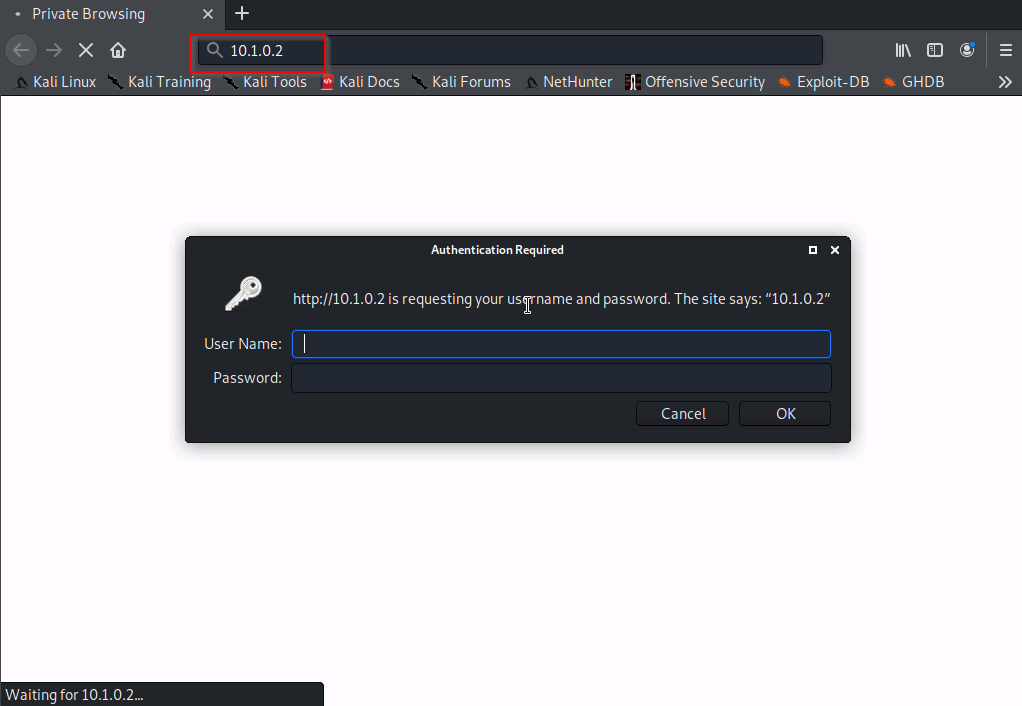 Private Browsing
10.1.0.2
Kali Linux Kali Training Kali Tools Kali Docs Kali Forums NetHunter Offensive Security Exploit-DB GHDB
Authentication Required
http://10.1.0.2 is requesting your username and password. The site says: “10.1.0.2”
User Name:
Password:
Cancel OK
Waiting for 10.1.0.2...